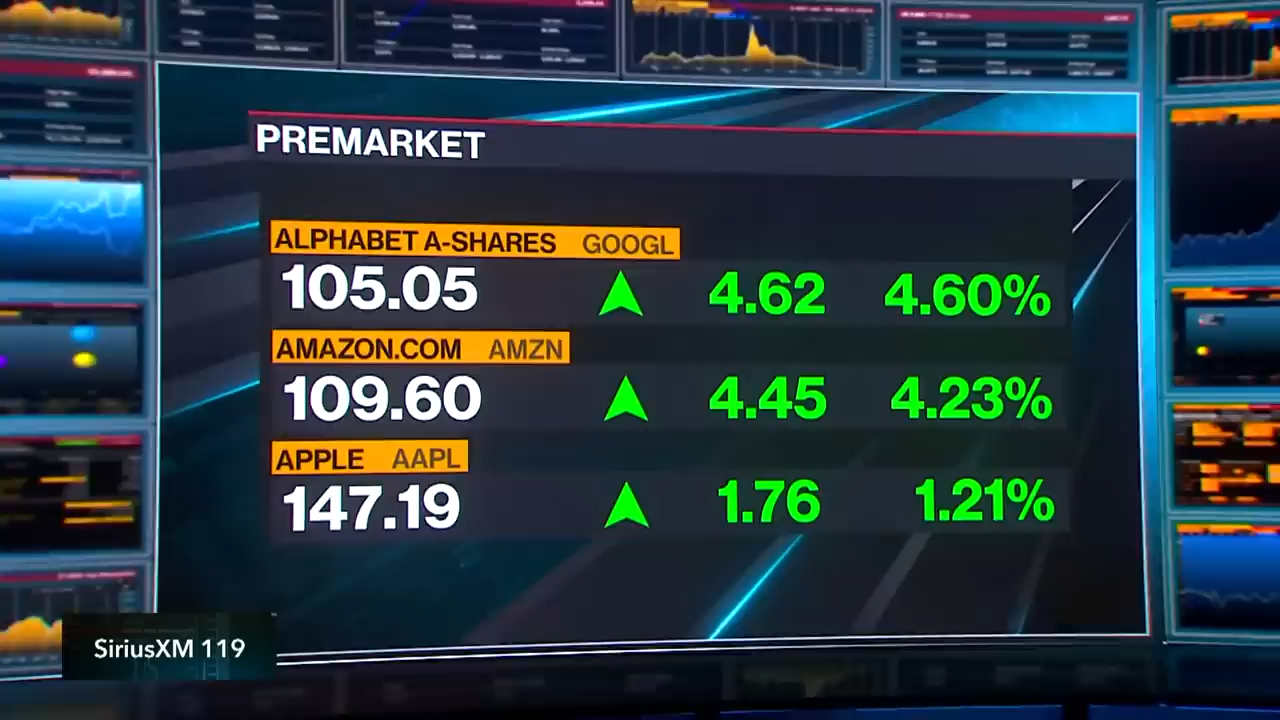 PREMARKET
ALPHABET A-SHARES GOOGL
105.05 4.62 4.60%
AMAZON.COM AMZN
109.60 4.45 4.23%
APPLE AAPL
147.19 1.76 1.21%
SiriusXM 119